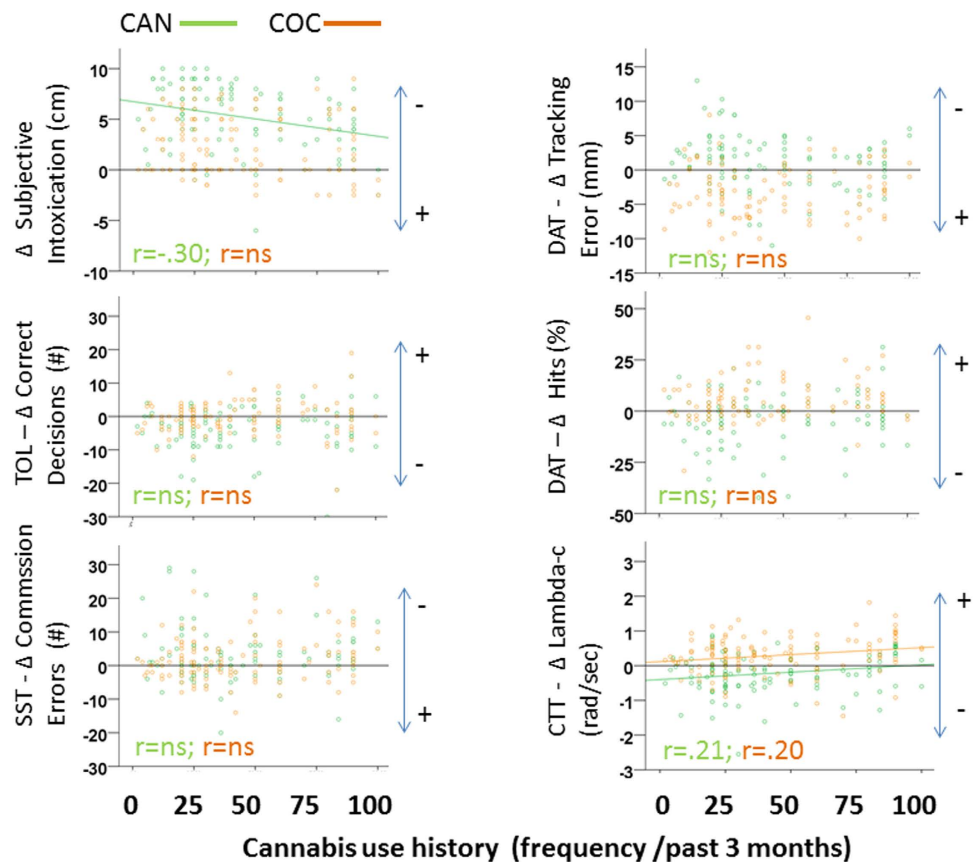 CAN COC
Δ Subjective
Intoxication (cm)
10
5
0
-5
-10
-
+
r=-.30; r=ns
DAT - Δ Tracking
Error (mm)
15
10
5
0
-5
-10
-15
-
+
r=ns; r=ns
TOL – Δ Correct
Decisions (#)
30
20
10
0
-10
-20
-30
+
-
r=ns; r=ns
DAT – Δ Hits (%)
50
25
0
-25
-50
+
-
r=ns; r=ns
SST - Δ Commssion
Errors (#)
30
20
10
0
-10
-20
-30
-
+
r=ns; r=ns
CTT - Δ Lambda-c
(rad/sec)
3
2
1
0
-1
-2
-3
+
-
r=.21; r=.20
0 25 50 75 100
0 25 50 75 100
Cannabis use history (frequency /past 3 months)